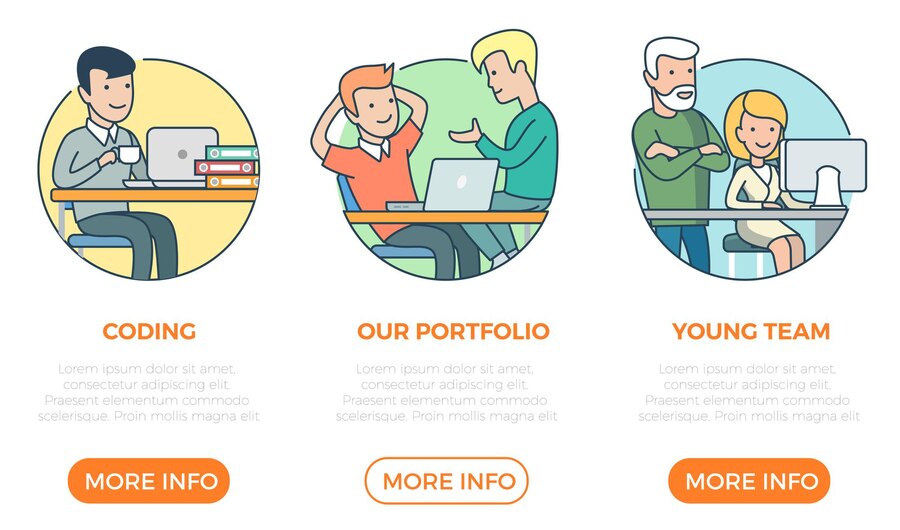 CODING
Lorem ipsum dolor sit amet,
consectetur adipiscing elit.
Praesent elementum commodo
scelerisque. Proin mollis magna elit
MORE INFO
OUR PORTFOLIO
Lorem ipsum dolor sit amet,
consectetur adipiscing elit.
Praesent elementum commodo
scelerisque. Proin mollis magna elit
MORE INFO
YOUNG TEAM
Lorem ipsum dolor sit amet,
consectetur adipiscing elit.
Praesent elementum commodo
scelerisque. Proin mollis magna elit
MORE INFO